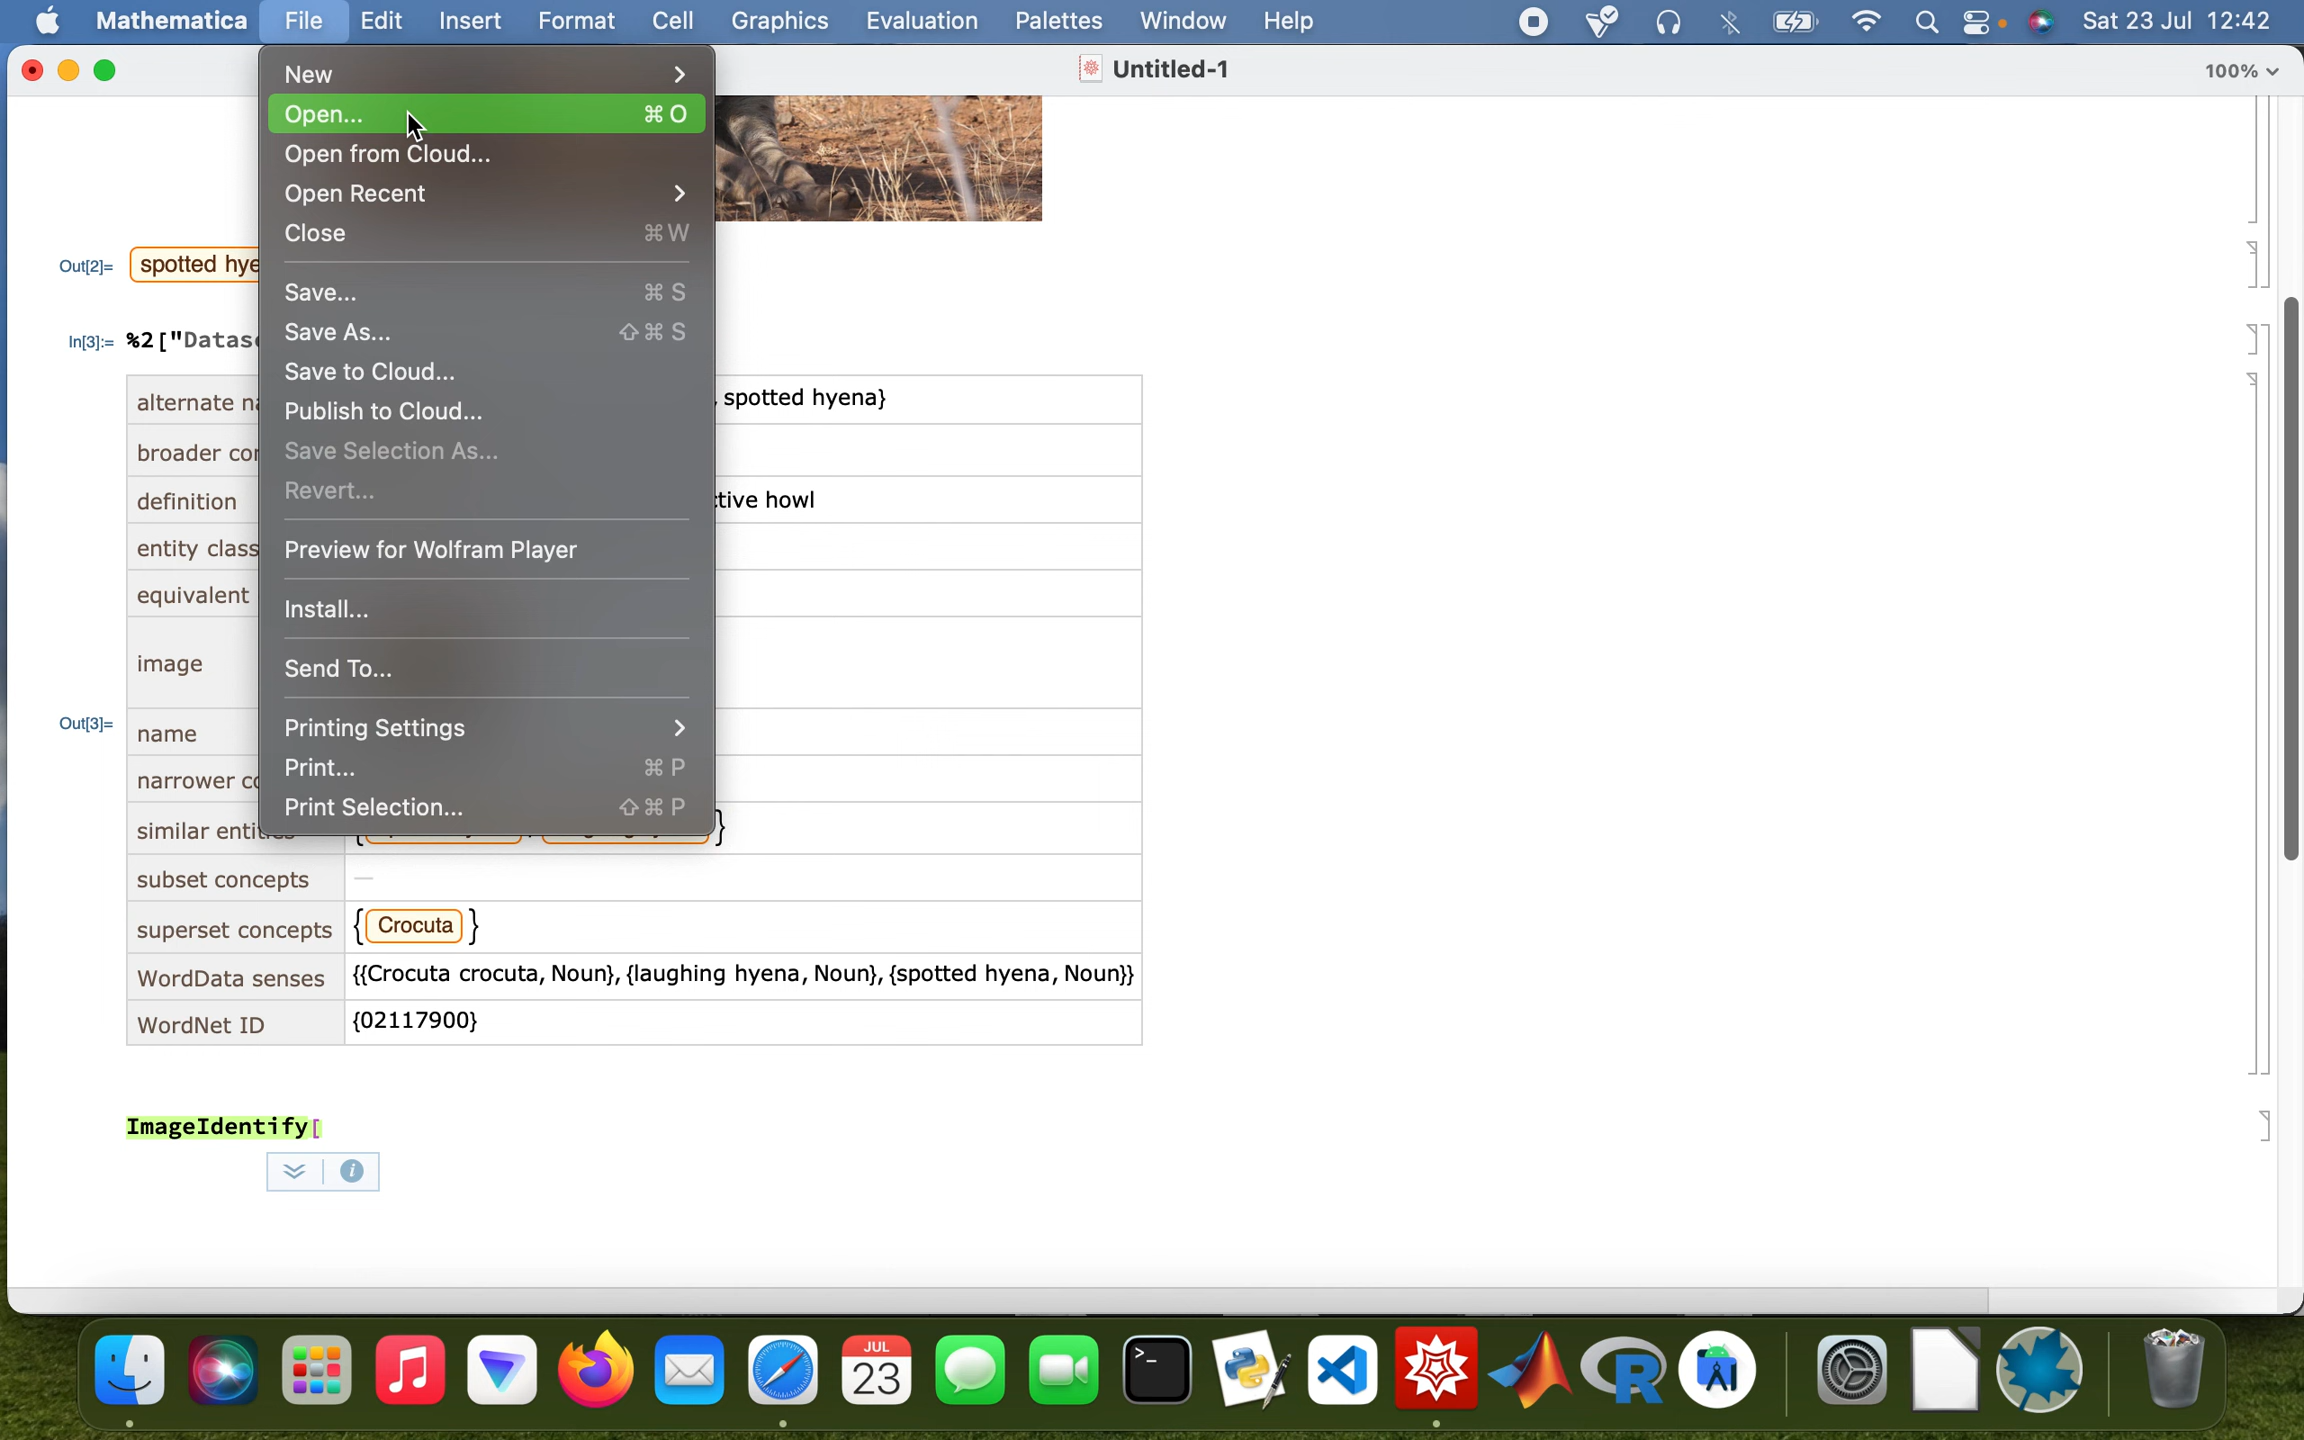 Mathematica File Edit Insert Format Cell Graphics Evaluation Palettes Window Help Sat 23 Jul 12:42
Untitled-1 100%
New
Open... ⌘ O
Open from Cloud...
Open Recent
Close ⌘ W
Save... ⌘ S
Save As... ⇧ ⌘ S
Save to Cloud...
Publish to Cloud...
Save Selection As...
Revert...
Preview for Wolfram Player
Install...
Send To...
Printing Settings
Print... ⌘ P
Print Selection... ⇧ ⌘ P
Out[2]= spotted hye
In[3]:= %2["Datas
Out[3]=
alternate na , spotted hyena}
broader co
definition ctive howl
entity class
equivalent
image
name
narrower co
similar entit { }
subset concepts —
superset concepts { Crocuta }
WordData senses {{Crocuta crocuta, Noun}, {laughing hyena, Noun}, {spotted hyena, Noun}}
WordNet ID {02117900}
ImageIdentify[
i
JUL
23
>_
R